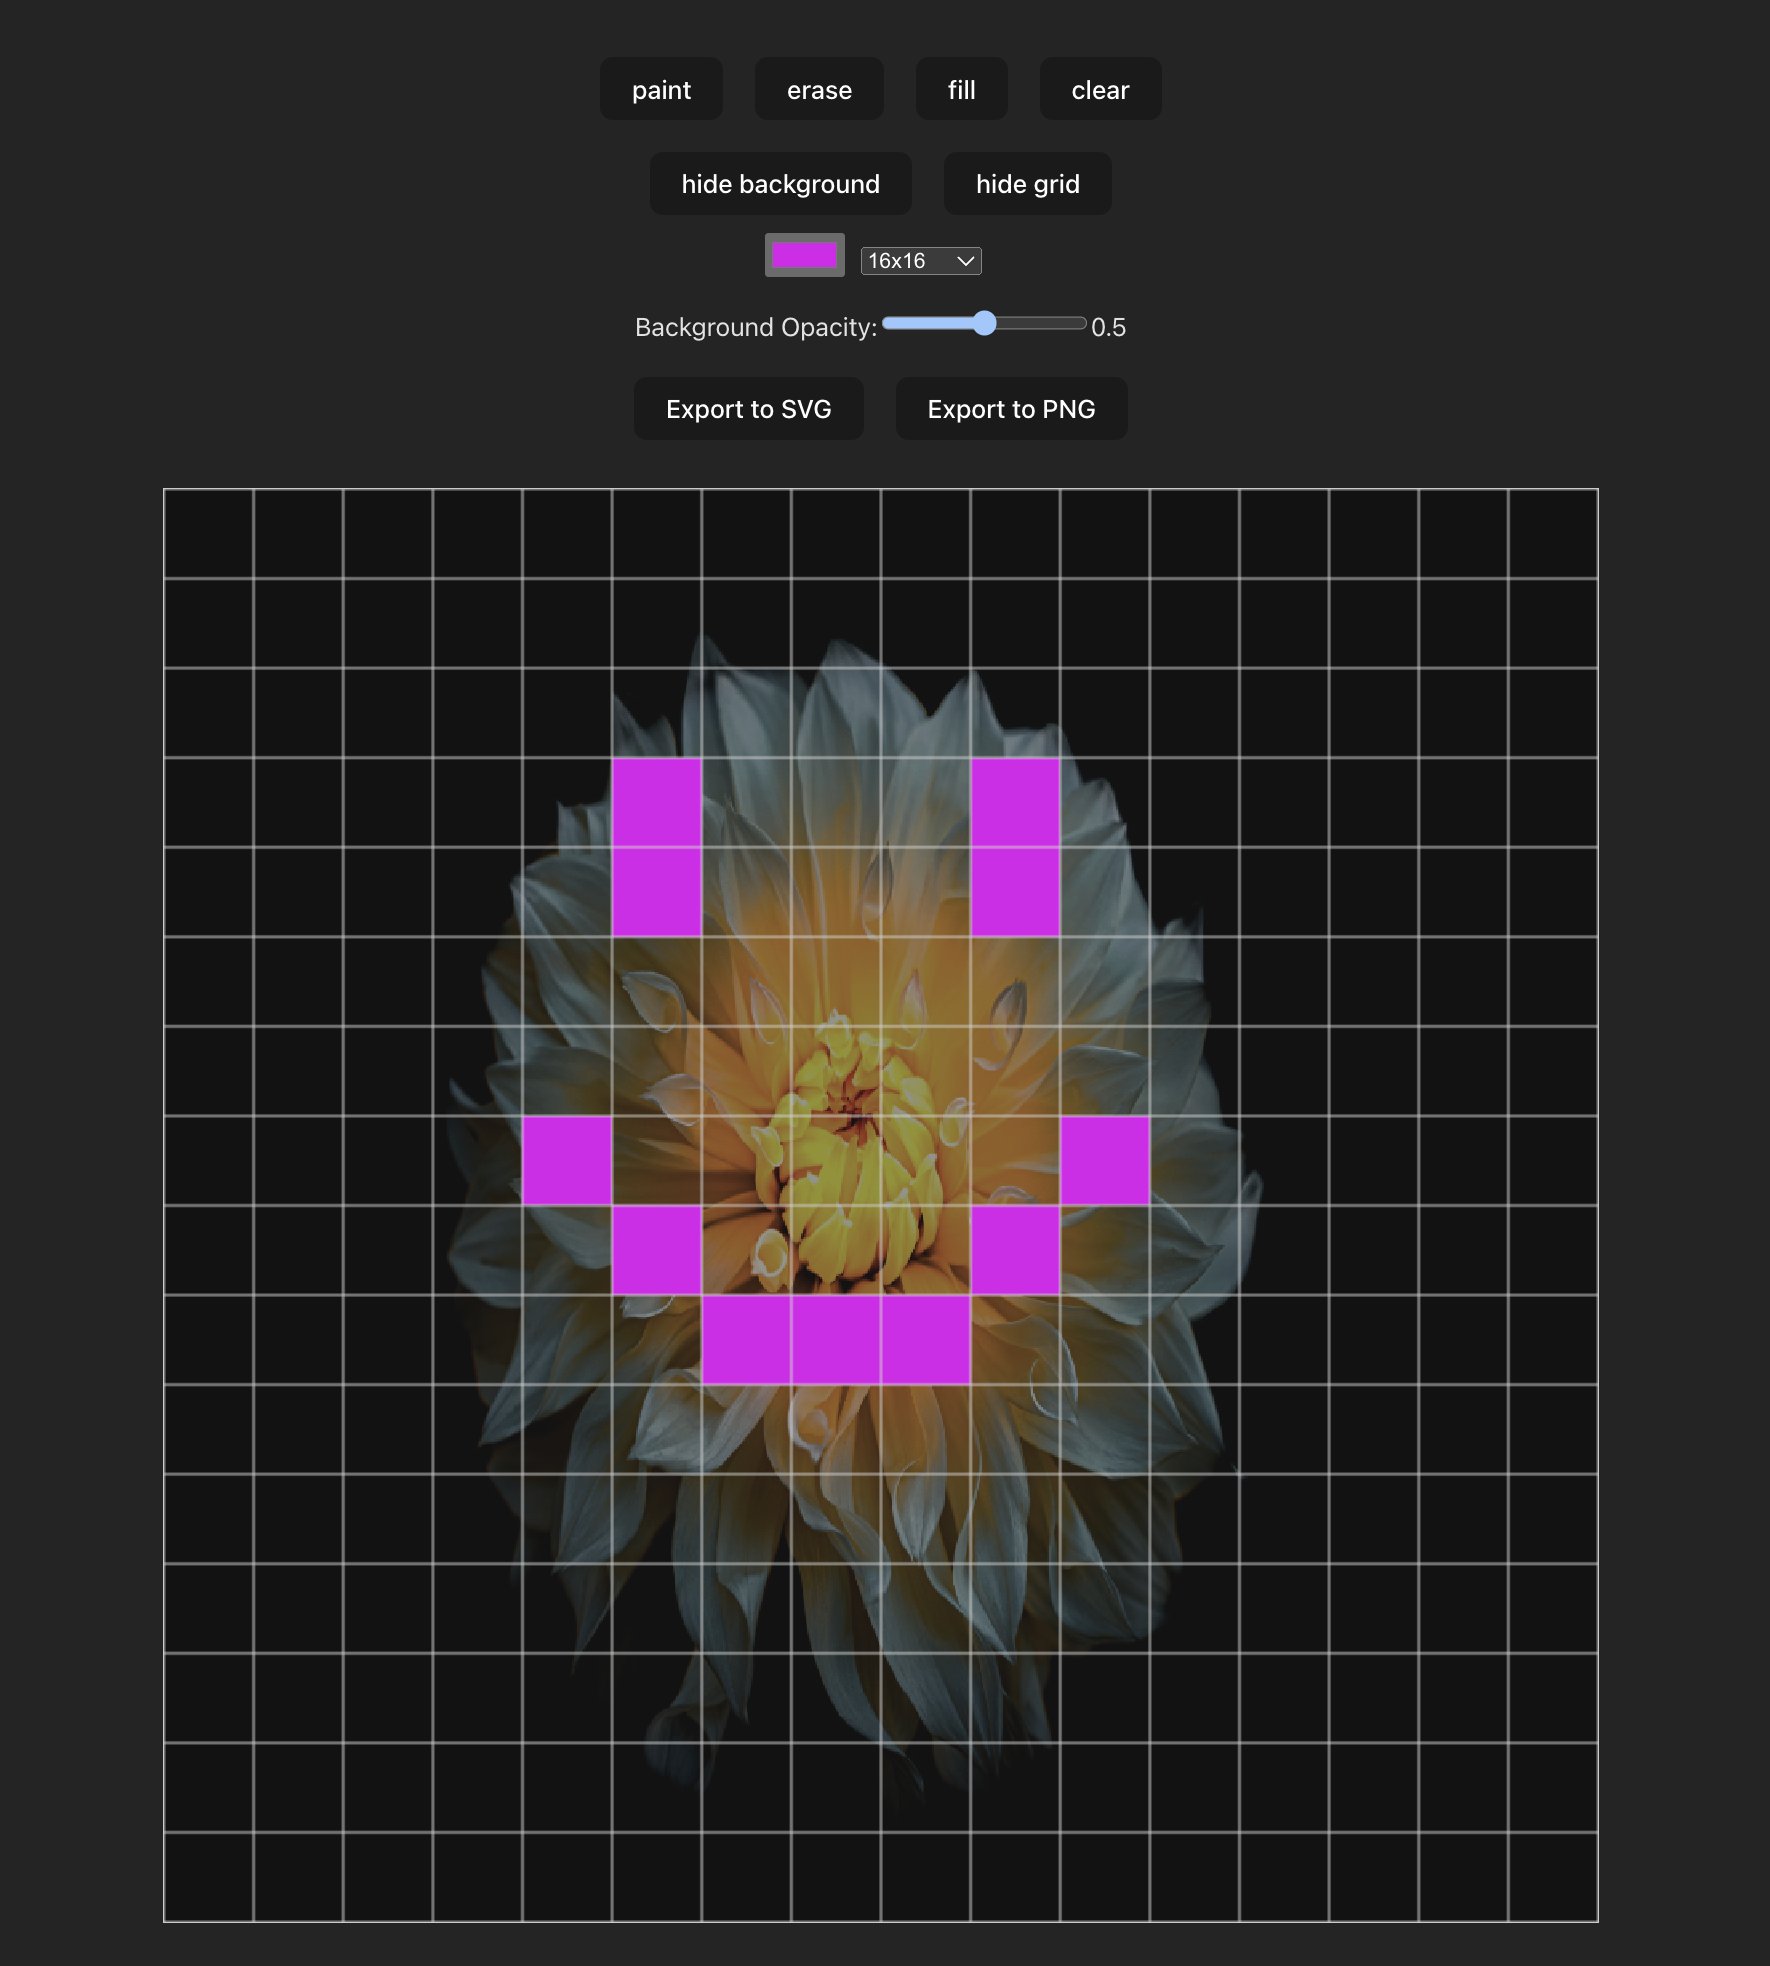 paint erase fill clear
hide background hide grid
16x16
Background Opacity: 0.5
Export to SVG Export to PNG